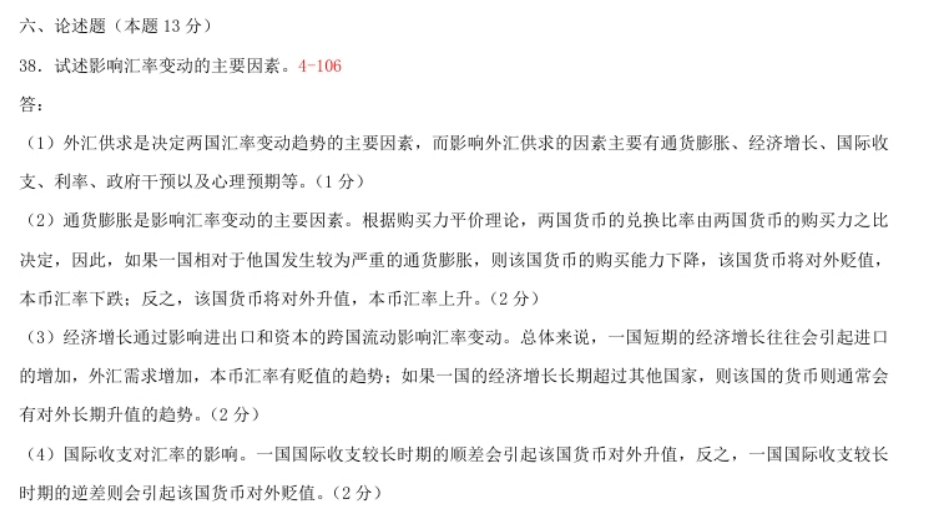 六、论述题（本题 13 分）
38．试述影响汇率变动的主要因素。4-106
答：
（1）外汇供求是决定两国汇率变动趋势的主要因素，而影响外汇供求的因素主要有通货膨胀、经济增长、国际收
支、利率、政府干预以及心理预期等。（1 分）
（2）通货膨胀是影响汇率变动的主要因素。根据购买力平价理论，两国货币的兑换比率由两国货币的购买力之比
决定，因此，如果一国相对于他国发生较为严重的通货膨胀，则该国货币的购买能力下降，该国货币将对外贬值，
本币汇率下跌；反之，该国货币将对外升值，本币汇率上升。（2 分）
（3）经济增长通过影响进出口和资本的跨国流动影响汇率变动。总体来说，一国短期的经济增长往往会引起进口
的增加，外汇需求增加，本币汇率有贬值的趋势；如果一国的经济增长长期超过其他国家，则该国的货币则通常会
有对外长期升值的趋势。（2 分）
（4）国际收支对汇率的影响。一国国际收支较长时期的顺差会引起该国货币对外升值，反之，一国国际收支较长
时期的逆差则会引起该国货币对外贬值。（2 分）